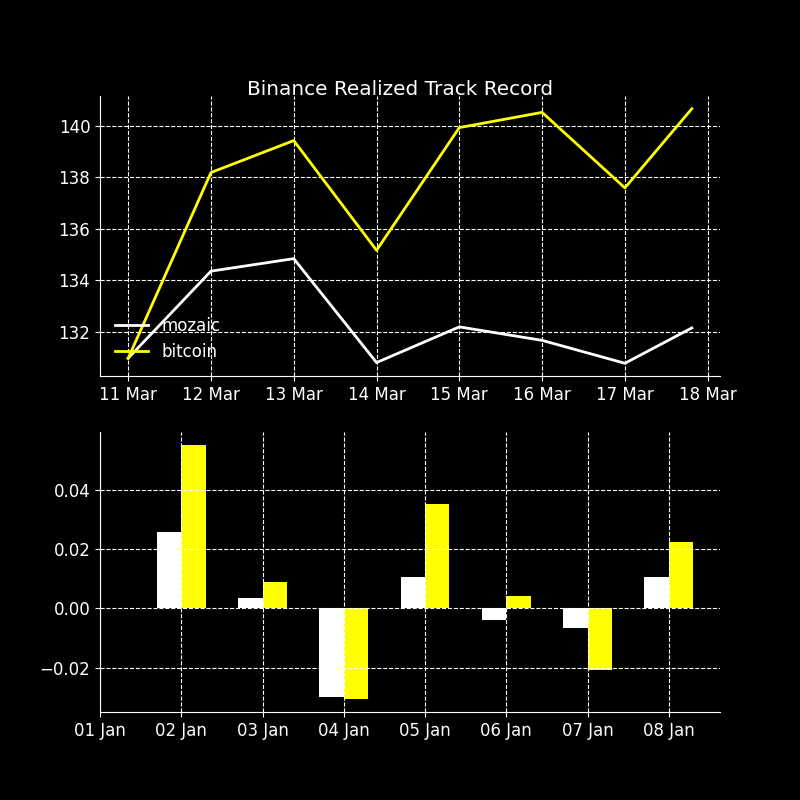 Binance Realized Track Record
140
138
136
134
132
mozaic
bitcoin
11 Mar 12 Mar 13 Mar 14 Mar 15 Mar 16 Mar 17 Mar 18 Mar
0.04
0.02
0.00
−0.02
01 Jan 02 Jan 03 Jan 04 Jan 05 Jan 06 Jan 07 Jan 08 Jan